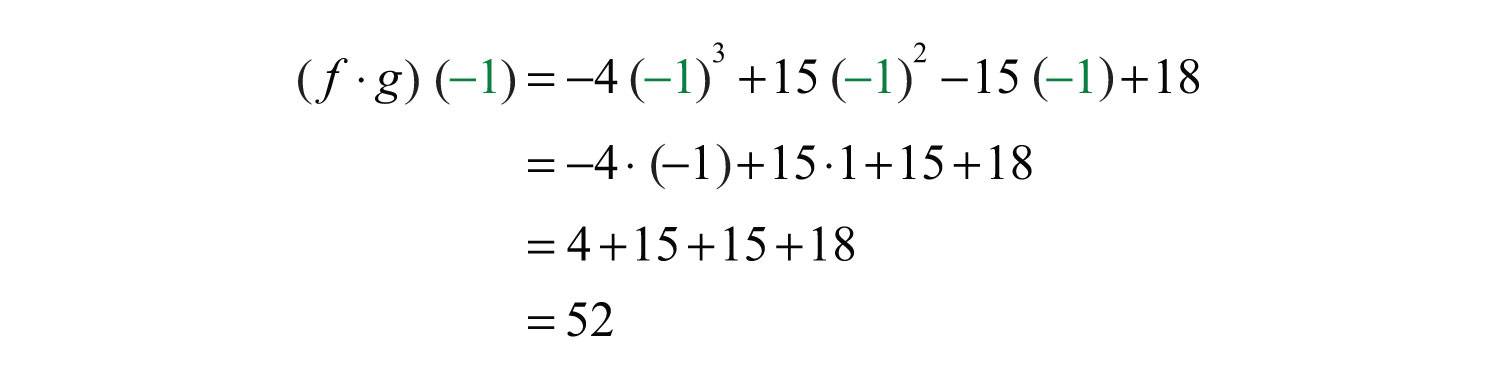 (f · g) (−1) = −4 (−1)³ + 15 (−1)² − 15 (−1) + 18
= −4 · (−1) + 15 · 1 + 15 + 18
= 4 + 15 + 15 + 18
= 52